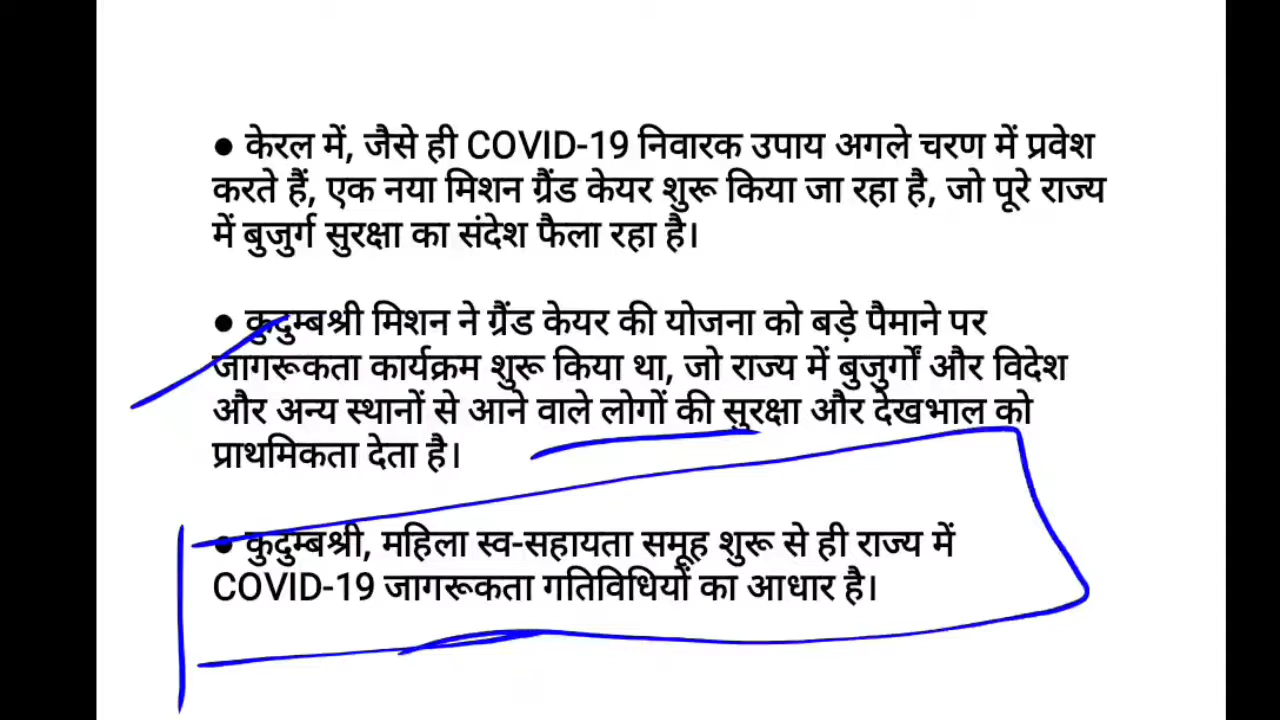 ● केरल में, जैसे ही COVID-19 निवारक उपाय अगले चरण में प्रवेश
करते हैं, एक नया मिशन ग्रैंड केयर शुरू किया जा रहा है, जो पूरे राज्य
में बुजुर्ग सुरक्षा का संदेश फैला रहा है।
● कुदुम्बश्री मिशन ने ग्रैंड केयर की योजना को बड़े पैमाने पर
जागरूकता कार्यक्रम शुरू किया था, जो राज्य में बुजुर्गों और विदेश
और अन्य स्थानों से आने वाले लोगों की सुरक्षा और देखभाल को
प्राथमिकता देता है।
● कुदुम्बश्री, महिला स्व-सहायता समूह शुरू से ही राज्य में
COVID-19 जागरूकता गतिविधियों का आधार है।